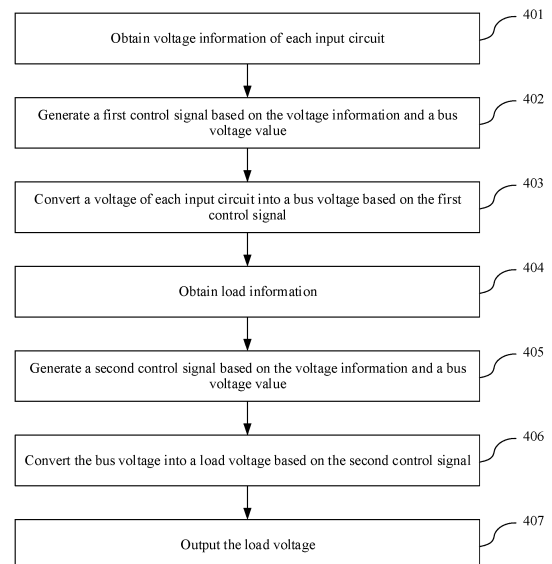 401
Obtain voltage information of each input circuit
402
Generate a first control signal based on the voltage information and a bus
voltage value
403
Convert a voltage of each input circuit into a bus voltage based on the first
control signal
404
Obtain load information
405
Generate a second control signal based on the voltage information and a bus
voltage value
406
Convert the bus voltage into a load voltage based on the second control signal
407
Output the load voltage